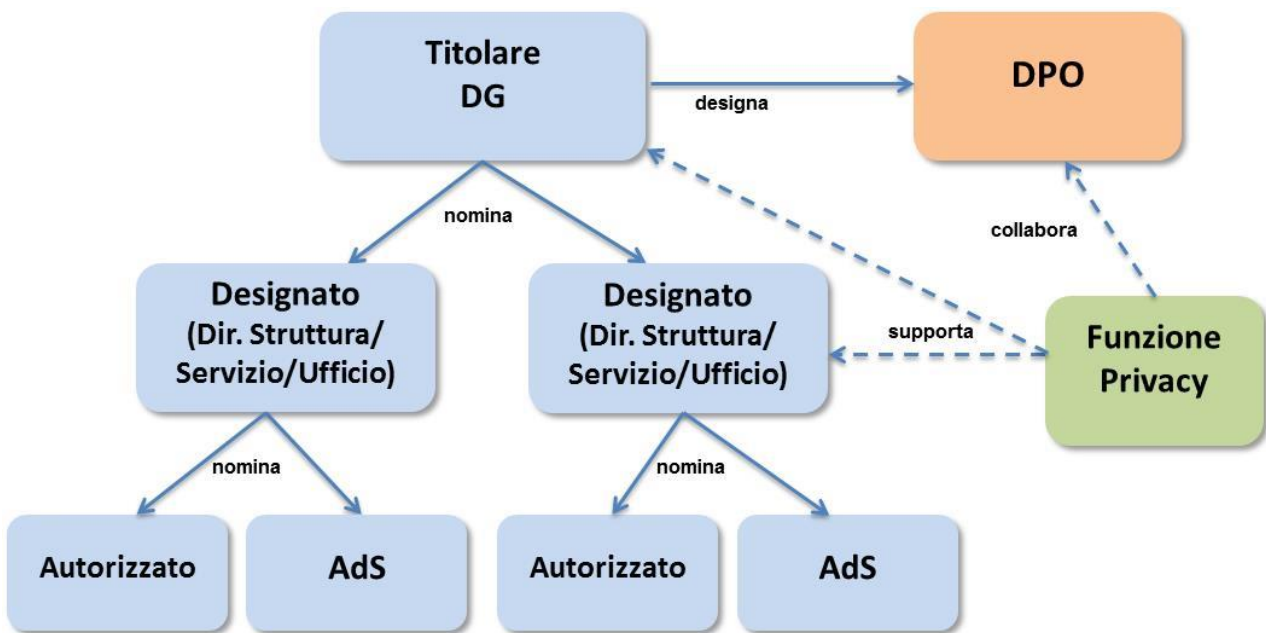 Titolare
DG
designa
DPO
nomina
collabora
Designato
(Dir. Struttura/
Servizio/Ufficio)
Designato
(Dir. Struttura/
Servizio/Ufficio)
supporta
Funzione
Privacy
nomina
nomina
Autorizzato
AdS
Autorizzato
AdS